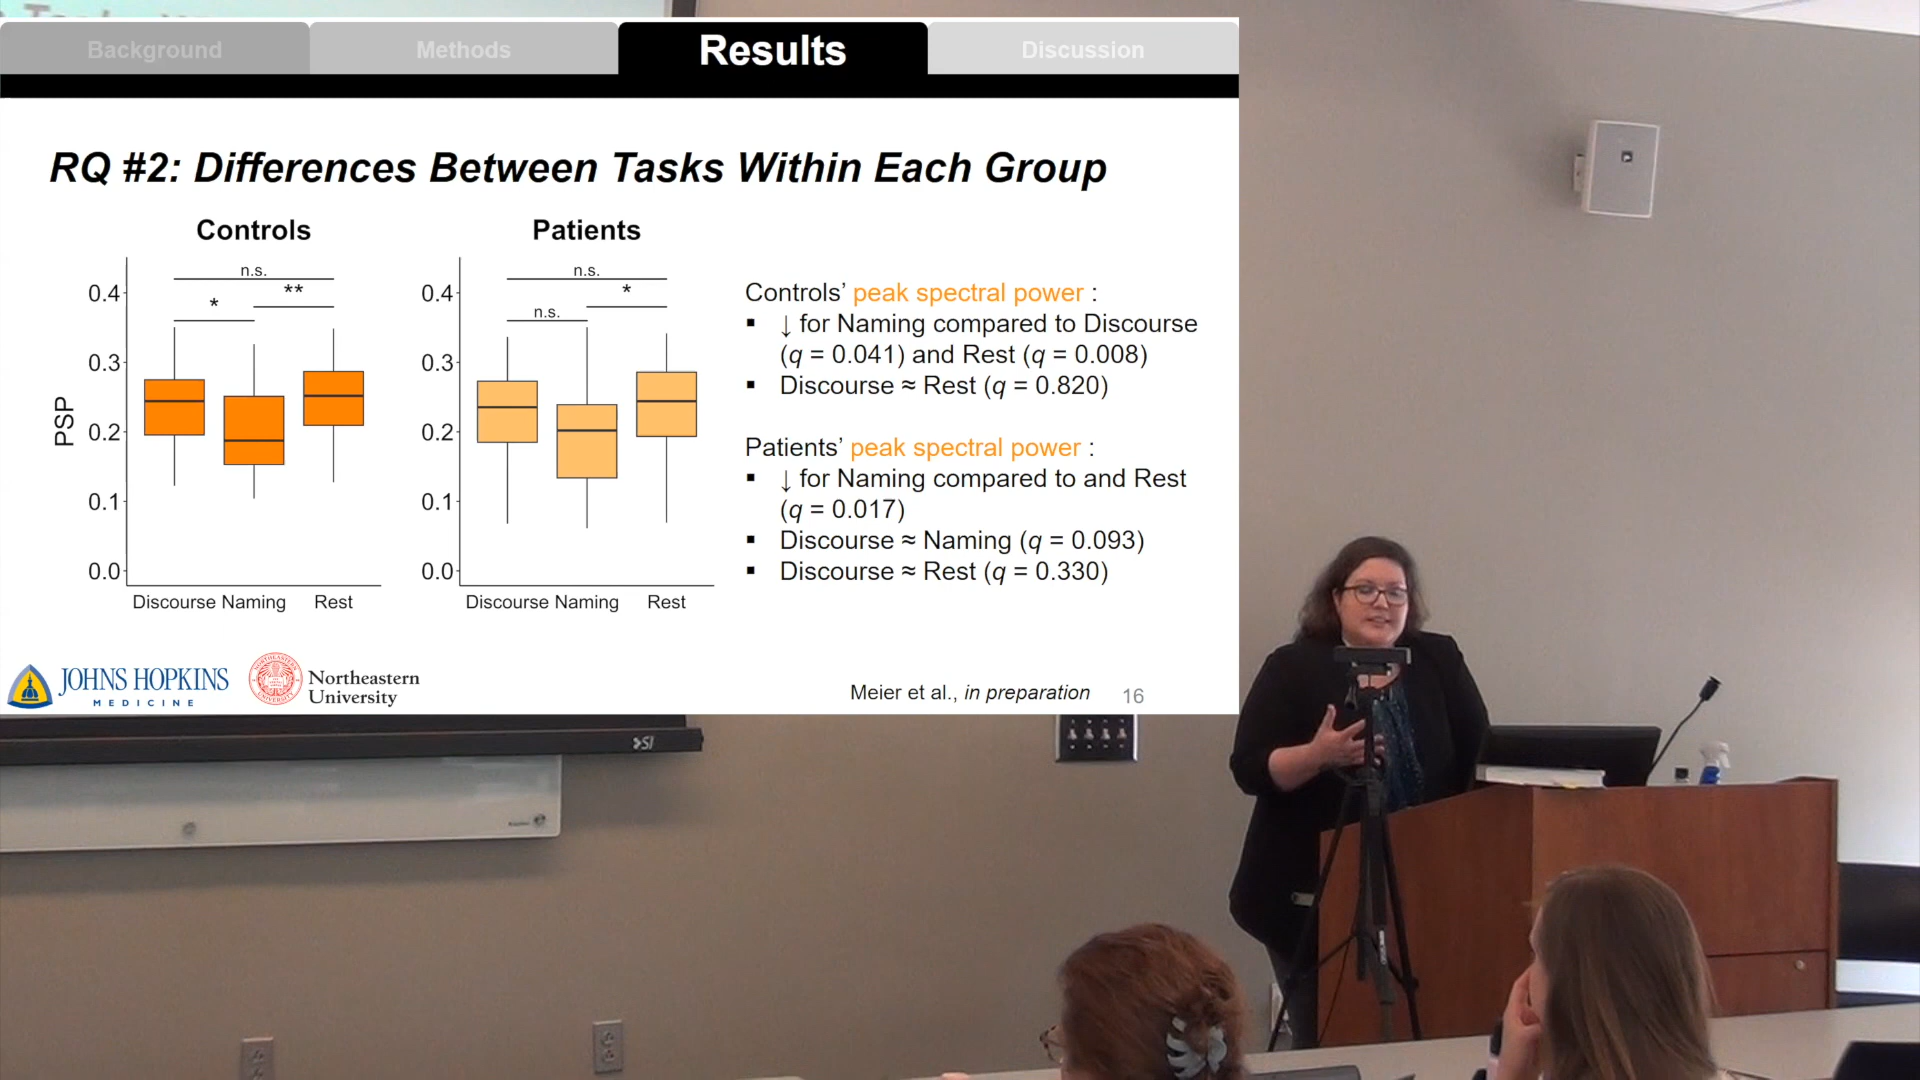 Background Methods Results Discussion
RQ #2: Differences Between Tasks Within Each Group
Controls
n.s.
*
**
0.4
0.3
0.2
0.1
0.0
PSP
Discourse Naming Rest
Patients
n.s.
n.s.
*
0.4
0.3
0.2
0.1
0.0
Discourse Naming Rest
Controls’ peak spectral power :
▪ ↓ for Naming compared to Discourse
(q = 0.041) and Rest (q = 0.008)
▪ Discourse ≈ Rest (q = 0.820)
Patients’ peak spectral power :
▪ ↓ for Naming compared to and Rest
(q = 0.017)
▪ Discourse ≈ Naming (q = 0.093)
▪ Discourse ≈ Rest (q = 0.330)
JOHNS HOPKINS
MEDICINE
Northeastern
University
Meier et al., in preparation 16